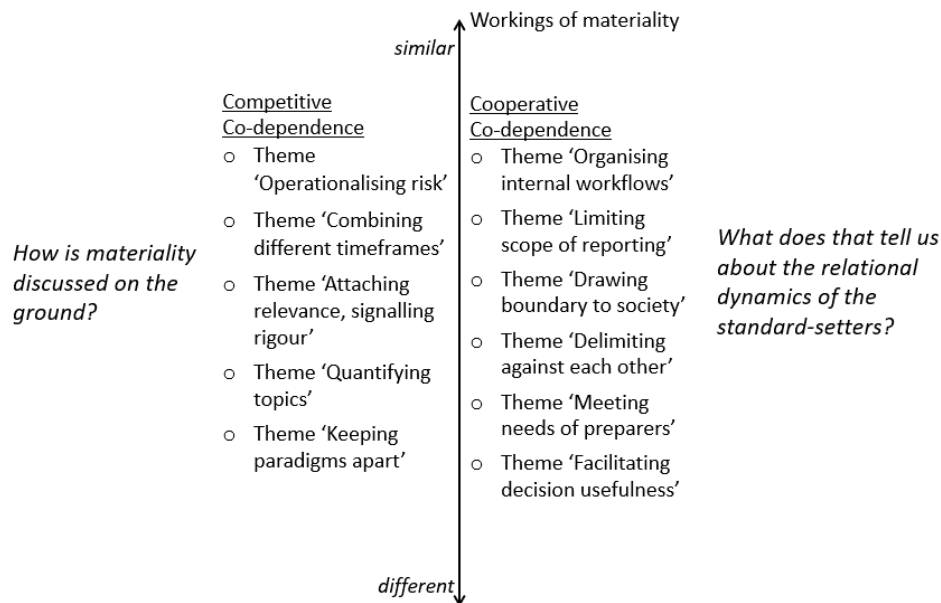 Workings of materiality
similar
Competitive
Co-dependence
o Theme
'Operationalising risk'
o Theme ‘Combining
different timeframes’
o Theme ‘Attaching
relevance, signalling
rigour’
o Theme ‘Quantifying
topics’
o Theme ‘Keeping
paradigms apart’
Cooperative
Co-dependence
o Theme ‘Organising
internal workflows’
o Theme ‘Limiting
scope of reporting’
o Theme ‘Drawing
boundary to society’
o Theme ‘Delimiting
against each other’
o Theme ‘Meeting
needs of preparers’
o Theme ‘Facilitating
decision usefulness’
How is materiality
discussed on the
ground?
What does that tell us
about the relational
dynamics of the
standard-setters?
different